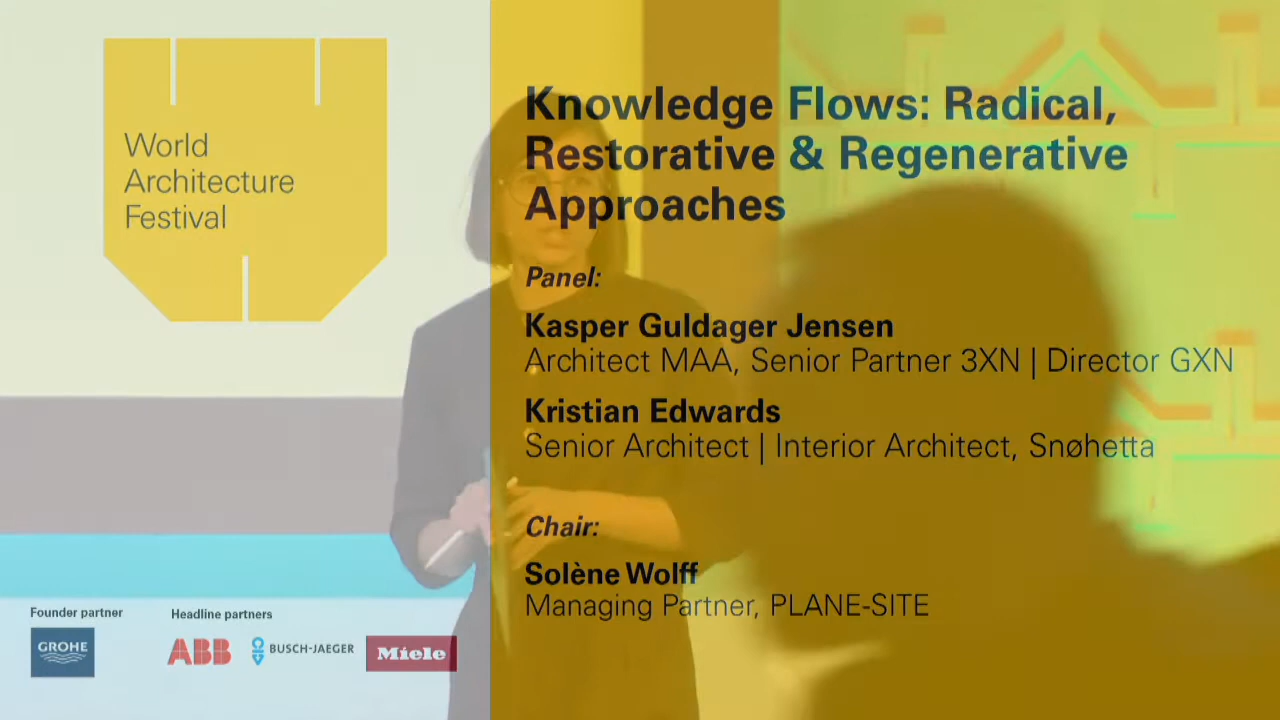 World
Architecture
Festival
Knowledge Flows: Radical,
Restorative & Regenerative
Approaches
Panel:
Kasper Guldager Jensen
Architect MAA, Senior Partner 3XN | Director GXN
Kristian Edwards
Senior Architect | Interior Architect, Snøhetta
Chair:
Solène Wolff
Managing Partner, PLANE-SITE
Founder partner
Headline partners
GROHE
ABB
BUSCH-JAEGER
Miele